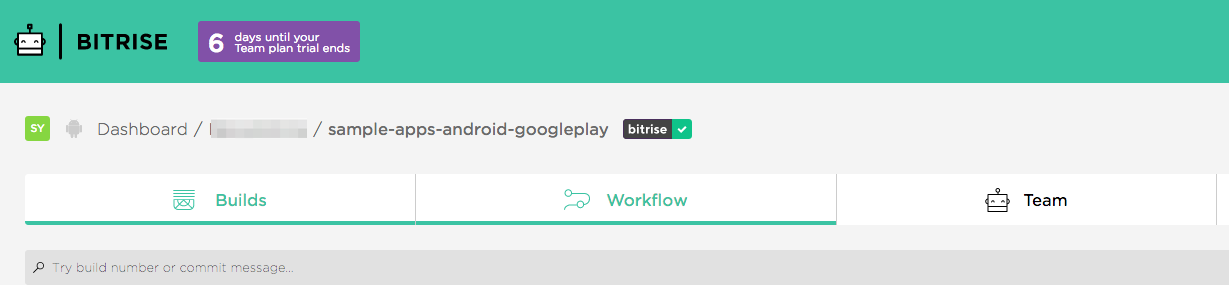 BITRISE
6 days until your
Team plan trial ends
SY Dashboard / / sample-apps-android-googleplay bitrise
Builds Workflow Team
Try build number or commit message...